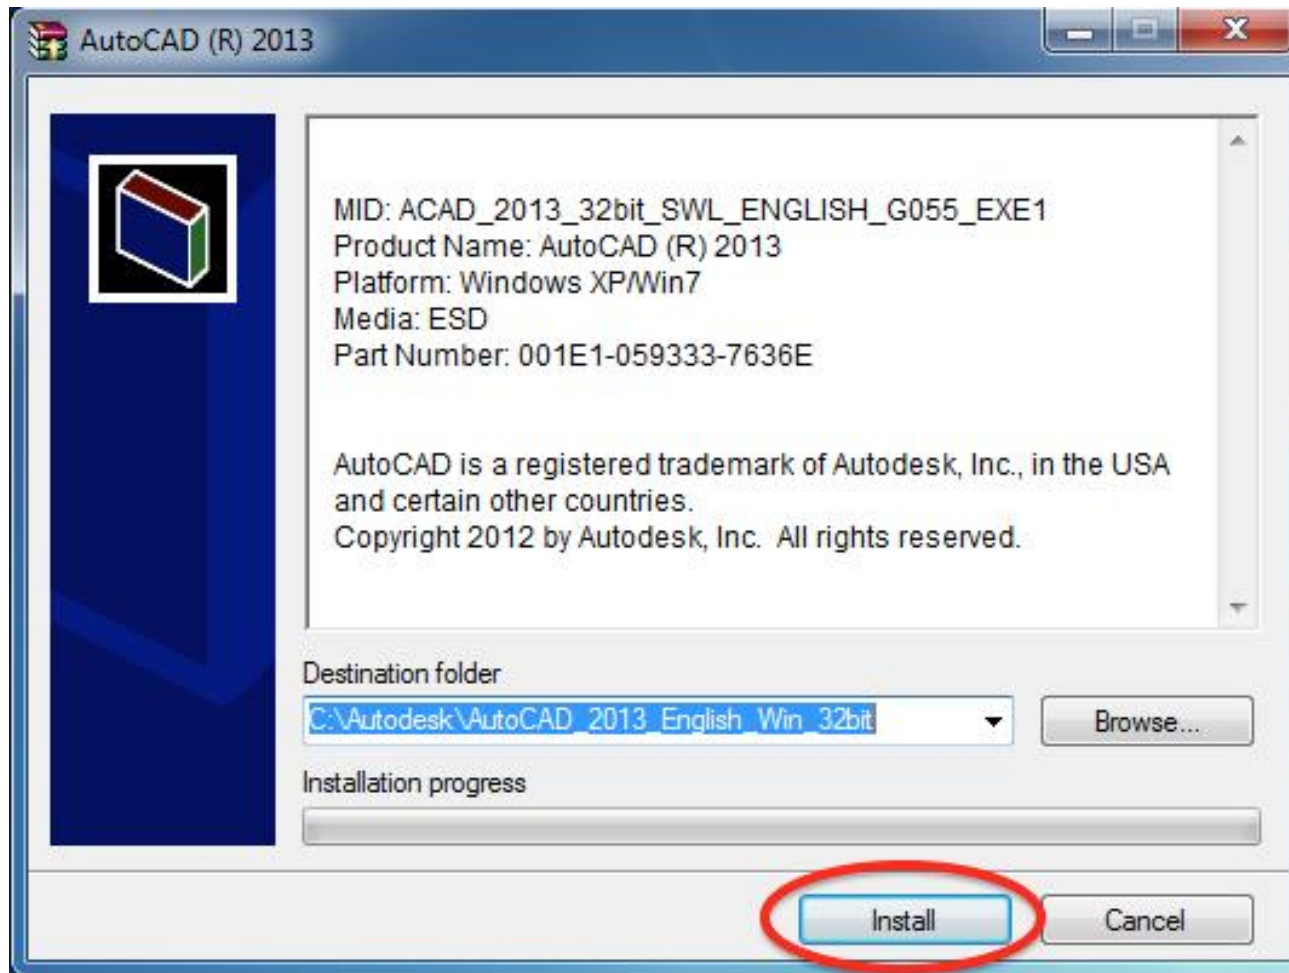 AutoCAD (R) 2013
MID: ACAD_2013_32bit_SWL_ENGLISH_G055_EXE1
Product Name: AutoCAD (R) 2013
Platform: Windows XP/Win7
Media: ESD
Part Number: 001E1-059333-7636E
AutoCAD is a registered trademark of Autodesk, Inc., in the USA
and certain other countries.
Copyright 2012 by Autodesk, Inc.  All rights reserved.
Destination folder
C:\Autodesk\AutoCAD_2013_English_Win_32bit
Browse...
Installation progress
Install
Cancel